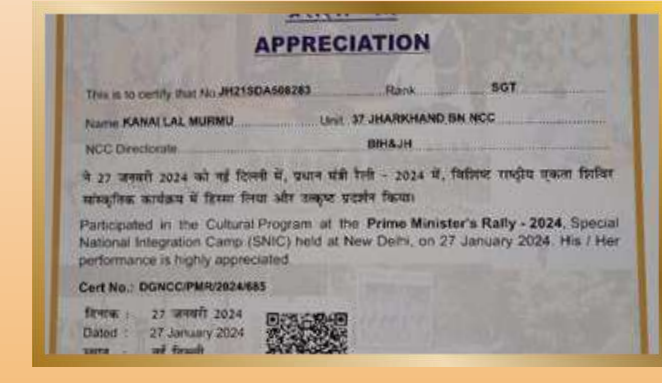 APPRECIATION
This is to certify that No JH21SDA508283 Rank SGT
Name KANAI LAL MURMU Unit 37 JHARKHAND BN NCC
NCC Directorate BIH&JH
ने 27 जनवरी 2024 को नई दिल्ली में, प्रधान मंत्री रैली - 2024 में, विशिष्ट राष्ट्रीय एकता शिविर
सांस्कृतिक कार्यक्रम में हिस्सा लिया और उत्कृष्ट प्रदर्शन किया।
Participated in the Cultural Program at the Prime Minister's Rally - 2024, Special
National Integration Camp (SNIC) held at New Delhi, on 27 January 2024. His / Her
performance is highly appreciated
Cert No.: DGNCC/PMR/2024/685
दिनांक : 27 जनवरी 2024
Dated : 27 January 2024